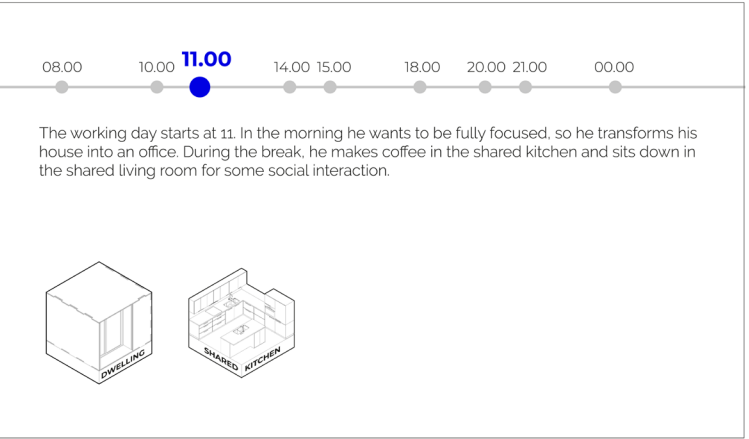 08.00 10.00 11.00 14.00 15.00 18.00 20.00 21.00 00.00
The working day starts at 11. In the morning he wants to be fully focused, so he transforms his
house into an office. During the break, he makes coffee in the shared kitchen and sits down in
the shared living room for some social interaction.
DWELLING
SHARED KITCHEN